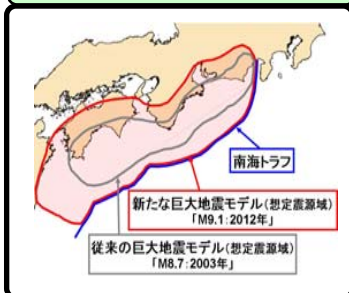 南海トラフ
新たな巨大地震モデル(想定震源域)
「M9.1:2012年」
従来の巨大地震モデル(想定震源域)
「M8.7:2003年」